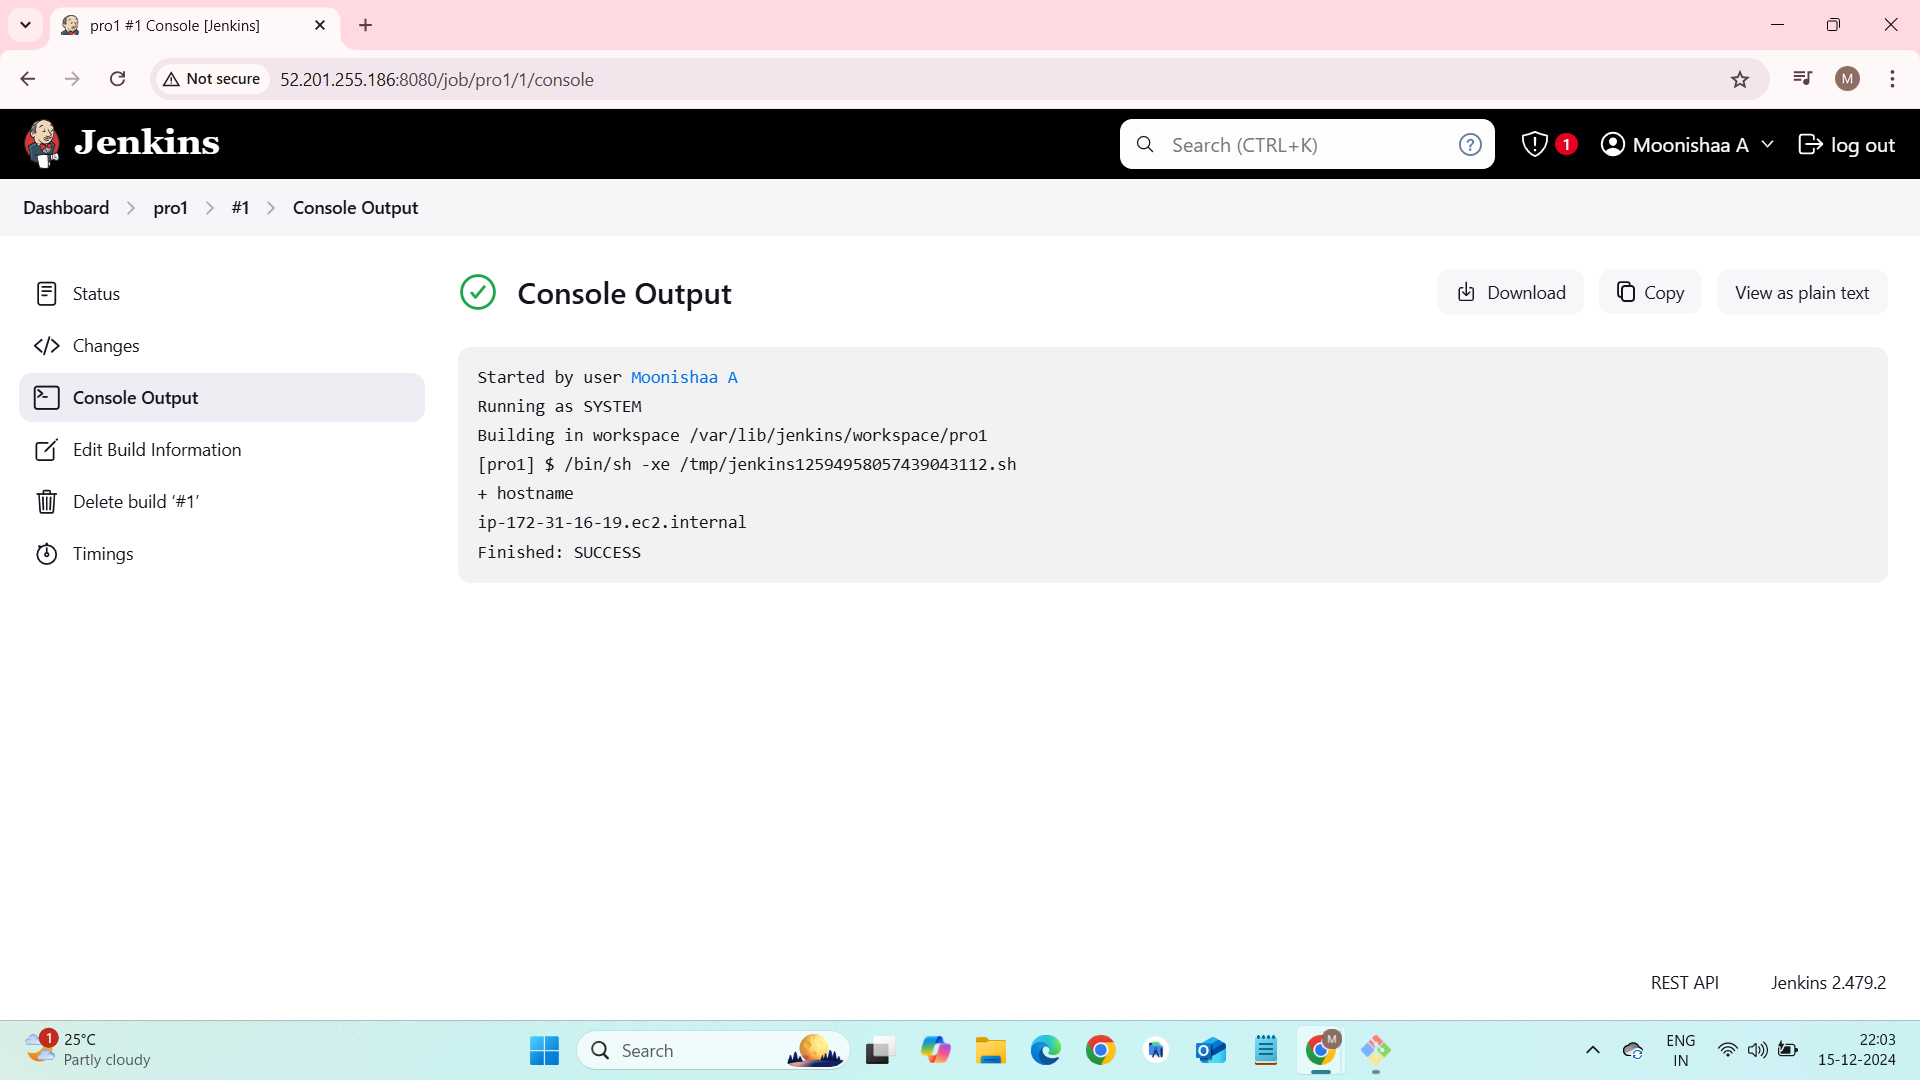 pro1 #1 Console [Jenkins]
Not secure
52.201.255.186:8080/job/pro1/1/console
M
Jenkins
Search (CTRL+K)
?
1
Moonishaa A
log out
Dashboard
pro1
#1
Console Output
Status
Changes
Console Output
Edit Build Information
Delete build ‘#1’
Timings
Console Output
Download
Copy
View as plain text
Started by user Moonishaa A
Running as SYSTEM
Building in workspace /var/lib/jenkins/workspace/pro1
[pro1] $ /bin/sh -xe /tmp/jenkins12594958057439043112.sh
+ hostname
ip-172-31-16-19.ec2.internal
Finished: SUCCESS
REST API
Jenkins 2.479.2
1
25°C
Partly cloudy
Search
M
ENG
IN
22:03
15-12-2024